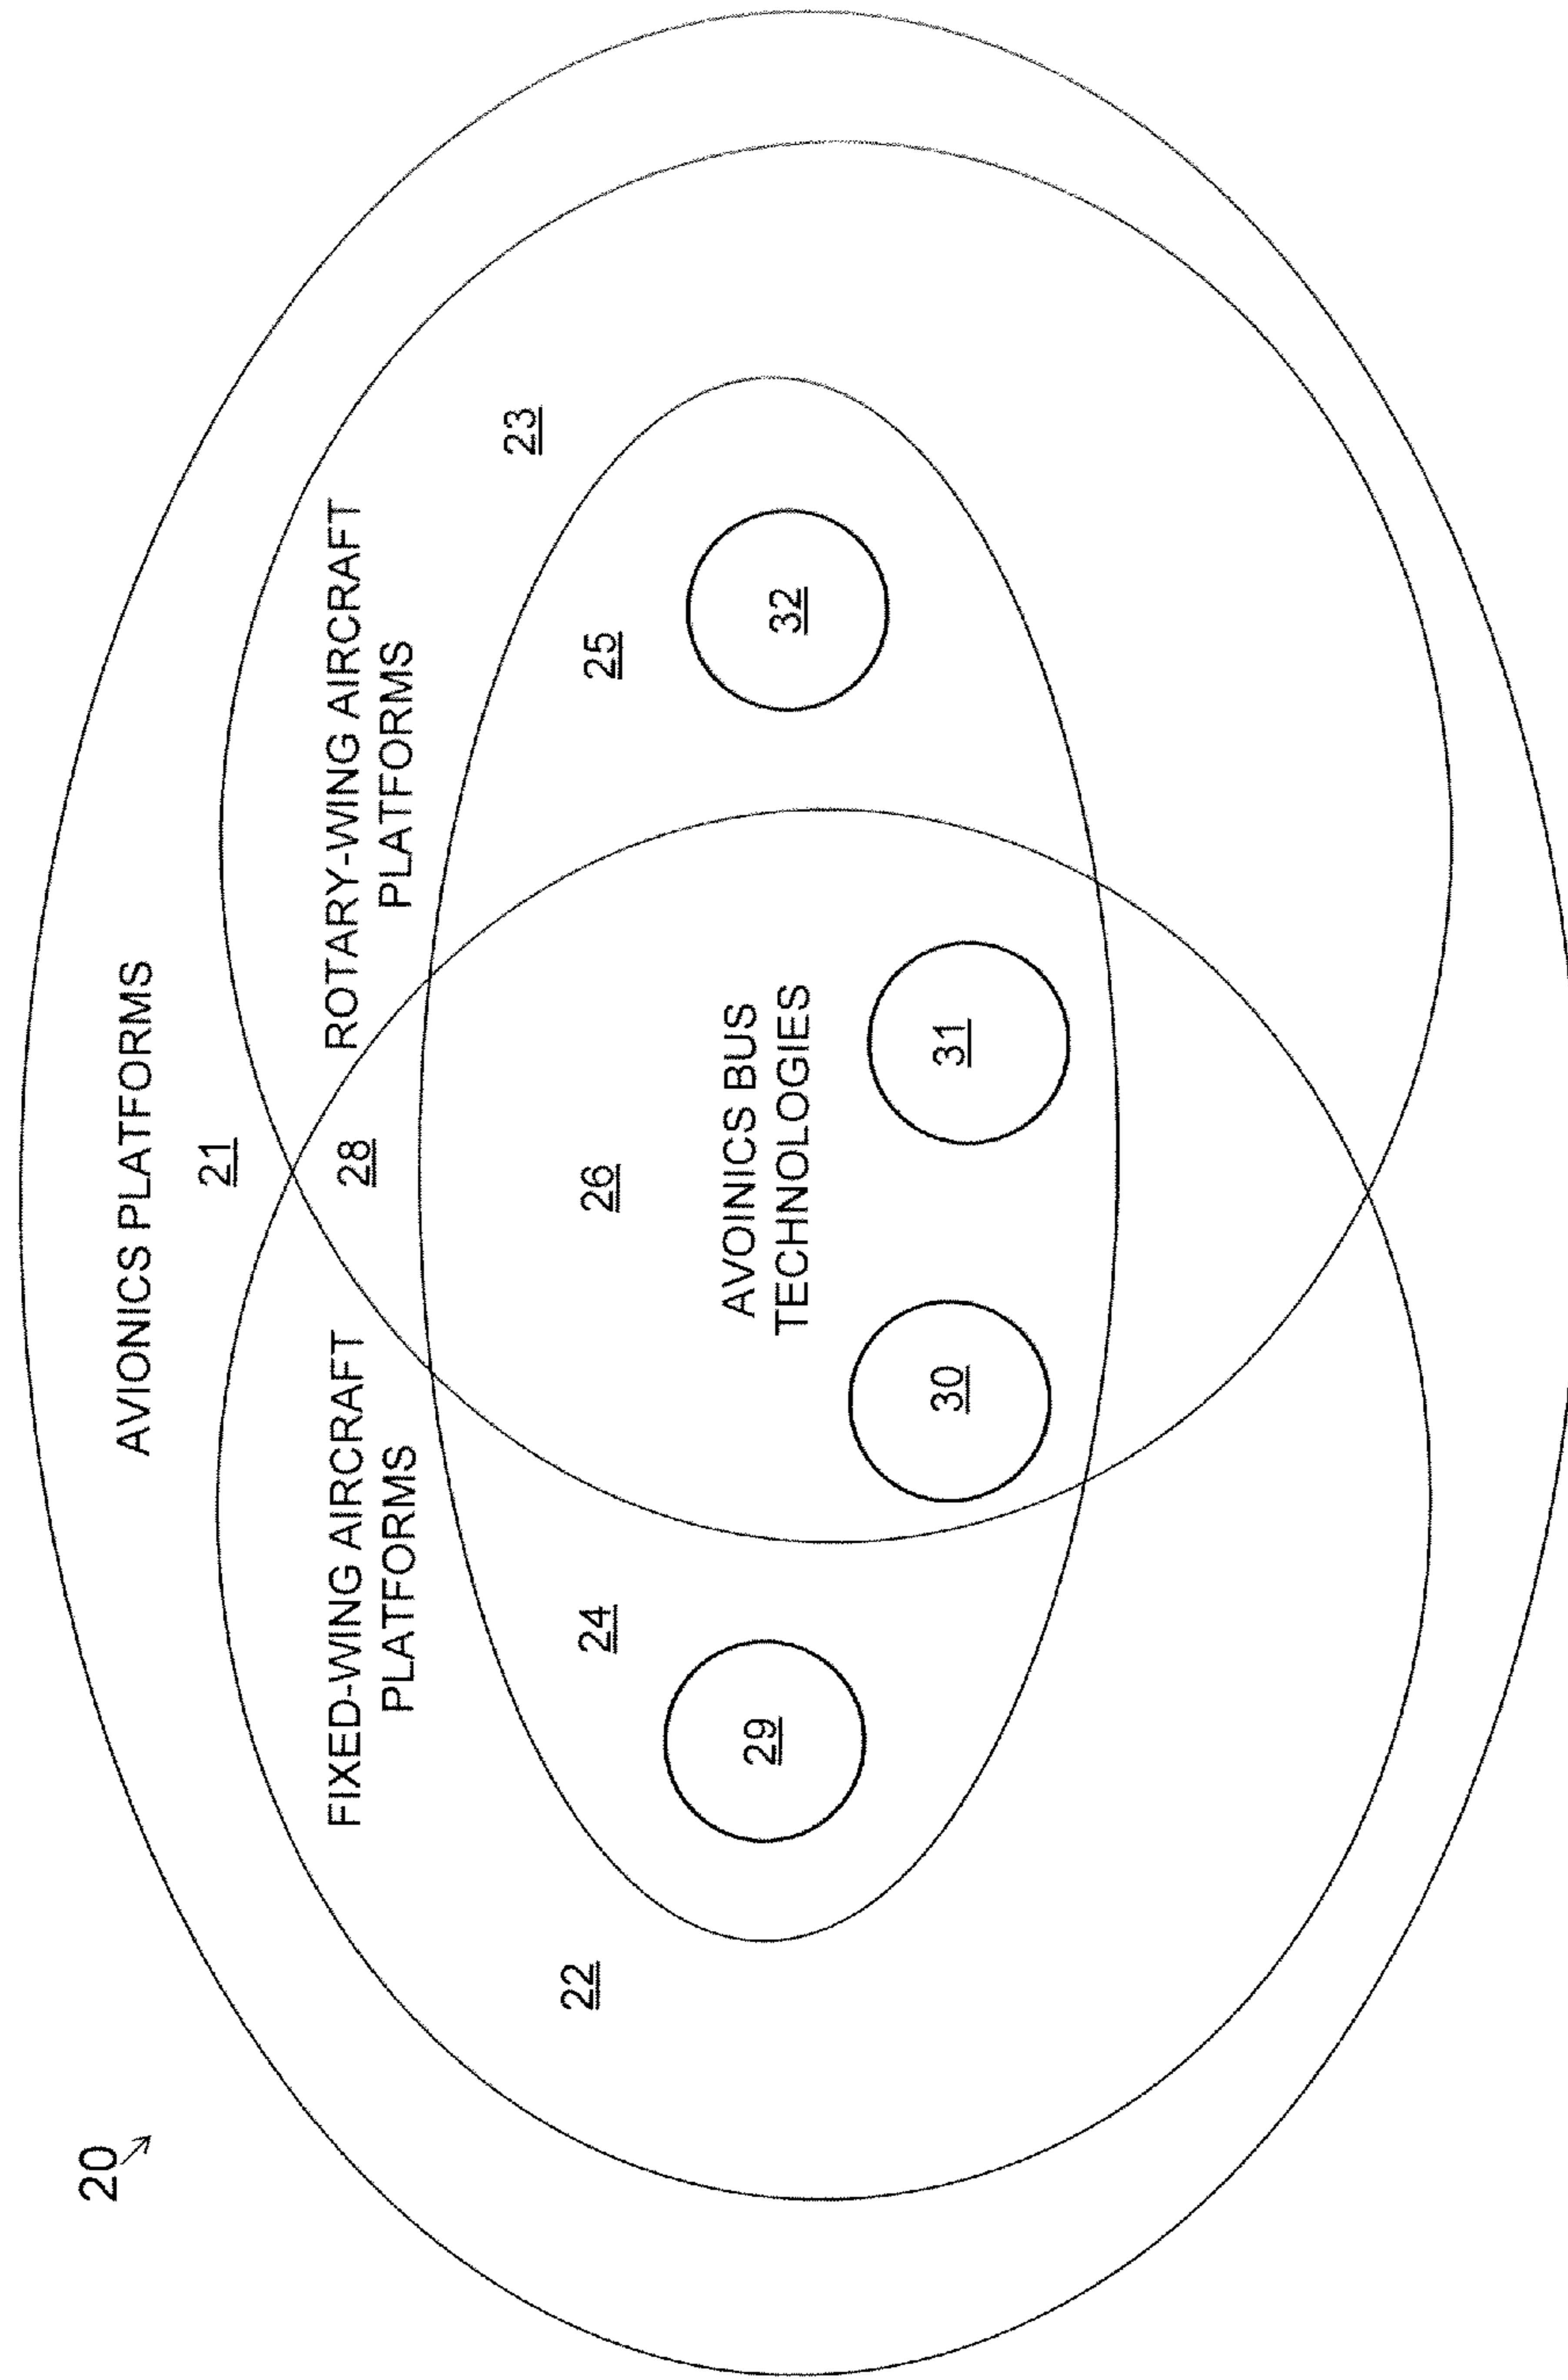 20
AVIONICS PLATFORMS
21
FIXED-WING AIRCRAFT
PLATFORMS
28
ROTARY-WING AIRCRAFT
PLATFORMS
22
24
26
25
23
29
AVOINICS BUS
TECHNOLOGIES
32
30
31